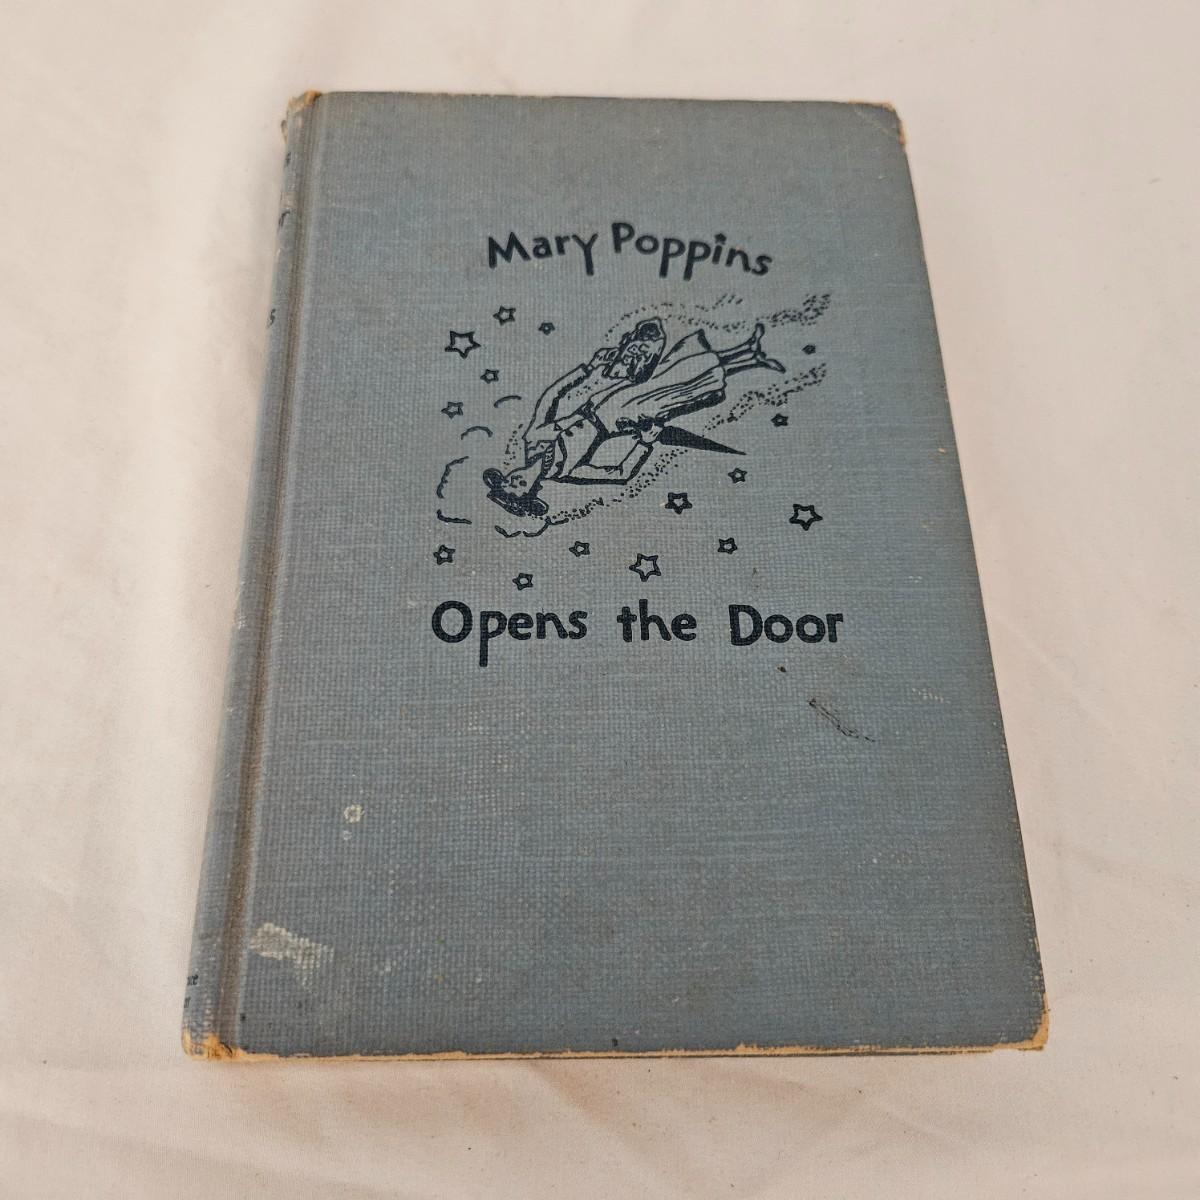 Mary Poppins
Opens the Door